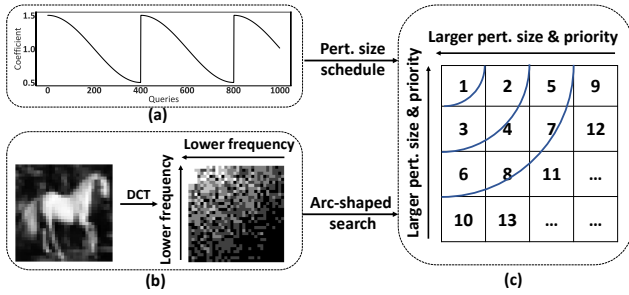 1.5
1.0
0.5
Coefficient
0 200 400 600 800 1000
Queries
(a)
Pert. size
schedule
DCT
Lower frequency
Lower frequency
(b)
Arc-shaped
search
Larger pert. size & priority
Larger pert. size & priority
1 2 5 9
3 4 7 12
6 8 11 ...
10 13 ... ...
(c)